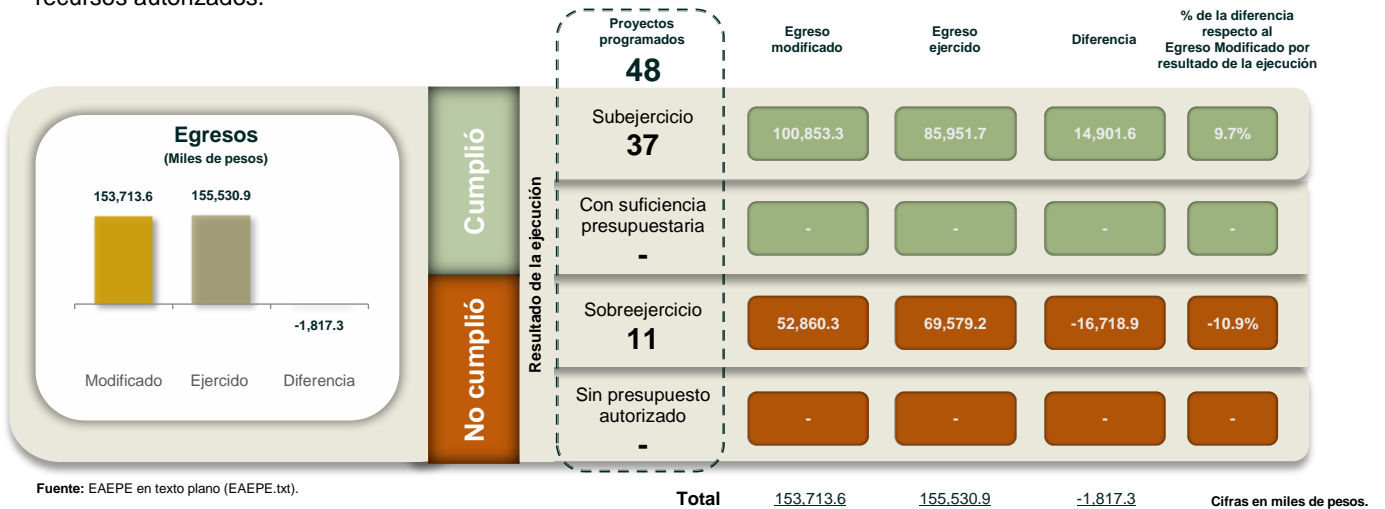 recursos autorizados.
Proyectos
programados
48
Egreso
modificado
Egreso
ejercido
Diferencia
% de la diferencia
respecto al
Egreso Modificado por
resultado de la ejecución
Egresos
(Miles de pesos)
153,713.6
155,530.9
-1,817.3
Modificado
Ejercido
Diferencia
Cumplió
No cumplió
Resultado de la ejecución
Subejercicio
37
100,853.3
85,951.7
14,901.6
9.7%
Con suficiencia
presupuestaria
-
-
-
-
-
Sobreejercicio
11
52,860.3
69,579.2
-16,718.9
-10.9%
Sin presupuesto
autorizado
-
-
-
-
-
Fuente: EAEPE en texto plano (EAEPE.txt).
Total
153,713.6
155,530.9
-1,817.3
Cifras en miles de pesos.